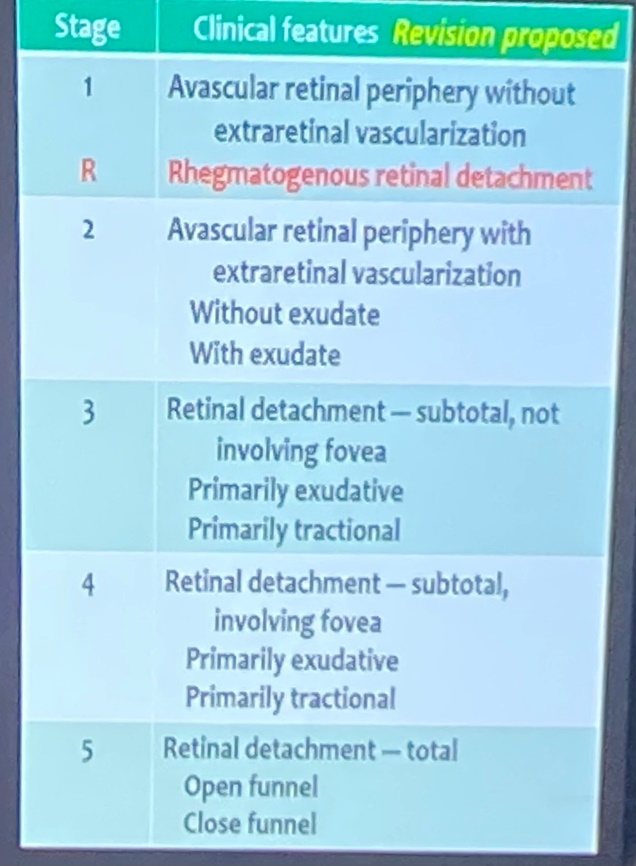 Stage Clinical features Revision proposed
1 Avascular retinal periphery without
extraretinal vascularization
R Rhegmatogenous retinal detachment
2 Avascular retinal periphery with
extraretinal vascularization
Without exudate
With exudate
3 Retinal detachment — subtotal, not
involving fovea
Primarily exudative
Primarily tractional
4 Retinal detachment — subtotal,
involving fovea
Primarily exudative
Primarily tractional
5 Retinal detachment — total
Open funnel
Close funnel